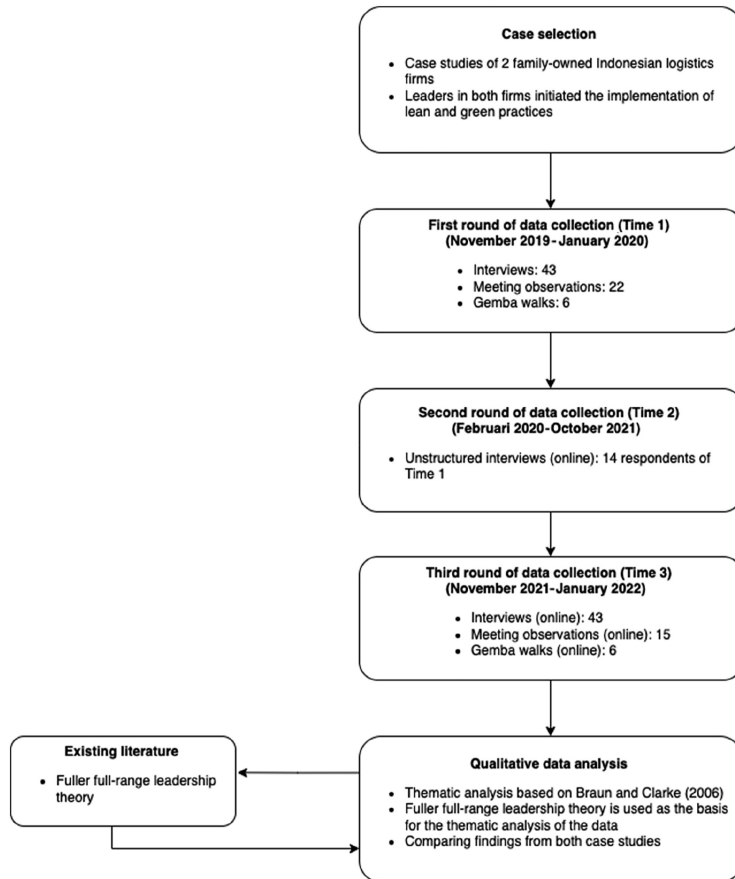 Case selection
• Case studies of 2 family-owned Indonesian logistics
firms
• Leaders in both firms initiated the implementation of
lean and green practices
First round of data collection (Time 1)
(November 2019-January 2020)
• Interviews: 43
• Meeting observations: 22
• Gemba walks: 6
Second round of data collection (Time 2)
(Februari 2020-October 2021)
• Unstructured interviews (online): 14 respondents of
Time 1
Third round of data collection (Time 3)
(November 2021-January 2022)
• Interviews (online): 43
• Meeting observations (online): 15
• Gemba walks (online): 6
Existing literature
• Fuller full-range leadership
theory
Qualitative data analysis
• Thematic analysis based on Braun and Clarke (2006)
• Fuller full-range leadership theory is used as the basis
for the thematic analysis of the data
• Comparing findings from both case studies